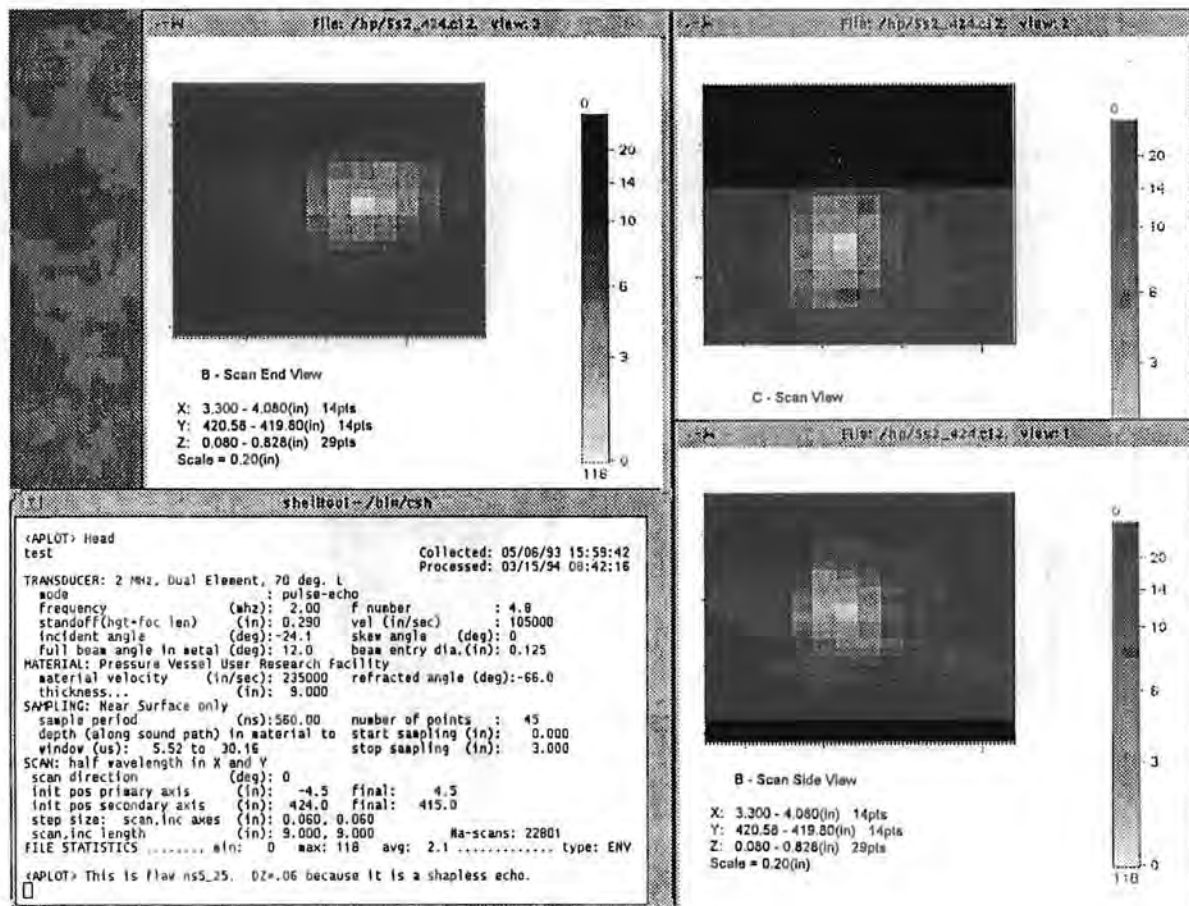 File: /hp/5s2_424.c12, view: 3
0
20
14
10
6
3
0
118
B - Scan End View
X: 3.300 - 4.080(in) 14pts
Y: 420.58 - 419.80(in) 14pts
Z: 0.080 - 0.828(in) 29pts
Scale = 0.20(in)
File: /hp/5s2_424.c12, view: 2
0
20
14
10
6
3
C - Scan View
shelltool - /bin/csh
<APLOT> Head
test Collected: 05/06/93 15:59:42
Processed: 03/15/94 08:42:16
TRANSDUCER: 2 MHz, Dual Element, 70 deg. L
mode : pulse-echo
frequency (mhz): 2.00 f number : 4.8
standoff(hgt+foc len) (in): 0.290 vel (in/sec) : 105000
incident angle (deg):-24.1 skew angle (deg): 0
full beam angle in metal (deg): 12.0 beam entry dia.(in): 0.125
MATERIAL: Pressure Vessel User Research Facility
material velocity (in/sec): 235000 refracted angle (deg):-66.0
thickness... (in): 9.000
SAMPLING: Near Surface only
sample period (ns):560.00 number of points : 45
depth (along sound path) in material to start sampling (in): 0.000
window (us): 5.52 to 30.16 stop sampling (in): 3.000
SCAN: half wavelength in X and Y
scan direction (deg): 0
init pos primary axis (in): -4.5 final: 4.5
init pos secondary axis (in): 424.0 final: 415.0
step size: scan,inc axes (in): 0.060, 0.060
scan,inc length (in): 9.000, 9.000 Na-scans: 22801
FILE STATISTICS ........ min: 0 max: 118 avg: 2.1 ............. type: ENV
<APLOT> This is flaw ns5_25. DZ=.06 because it is a shapless echo.
File: /hp/5s2_424.c12, view: 1
0
20
14
10
6
3
0
118
B - Scan Side View
X: 3.300 - 4.080(in) 14pts
Y: 420.58 - 419.80(in) 14pts
Z: 0.080 - 0.828(in) 29pts
Scale = 0.20(in)